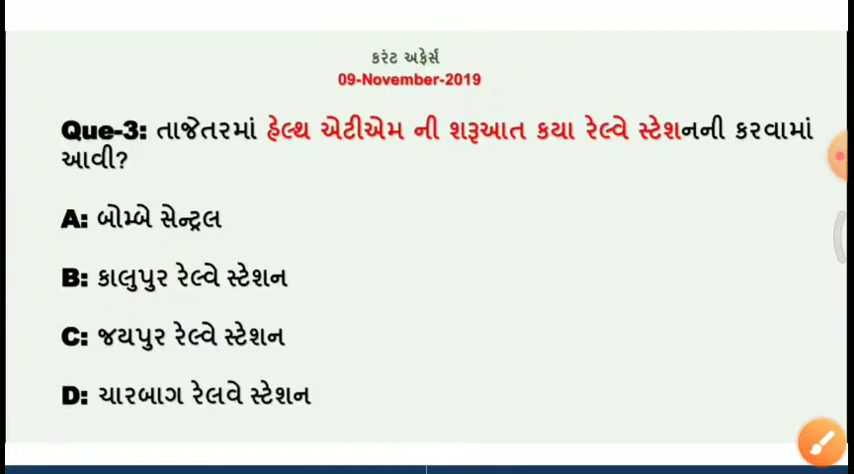 કરંટ અફેર્સ
09-November-2019
Que-3: તાજેતરમાં હેલ્થ એટીએમ ની શરૂઆત કયા રેલ્વે સ્ટેશનની કરવામાં
આવી?
A: બોમ્બે સેન્ટ્રલ
B: કાલુપુર રેલ્વે સ્ટેશન
C: જયપુર રેલ્વે સ્ટેશન
D: ચારબાગ રેલવે સ્ટેશન